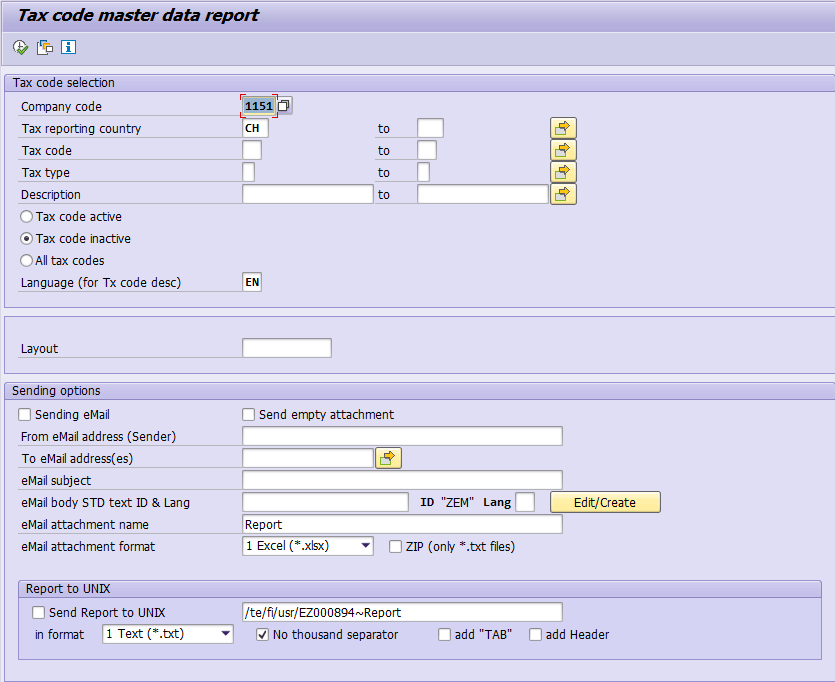 Tax code master data report
Tax code selection
Company code 1151
Tax reporting country CH to
Tax code to
Tax type to
Description to
Tax code active
Tax code inactive
All tax codes
Language (for Tx code desc) EN
Layout
Sending options
Sending eMail Send empty attachment
From eMail address (Sender)
To eMail address(es)
eMail subject
eMail body STD text ID & Lang ID "ZEM" Lang Edit/Create
eMail attachment name Report
eMail attachment format 1 Excel (*.xlsx) ZIP (only *.txt files)
Report to UNIX
Send Report to UNIX /te/fi/usr/EZ000894~Report
in format 1 Text (*.txt) No thousand separator add "TAB" add Header